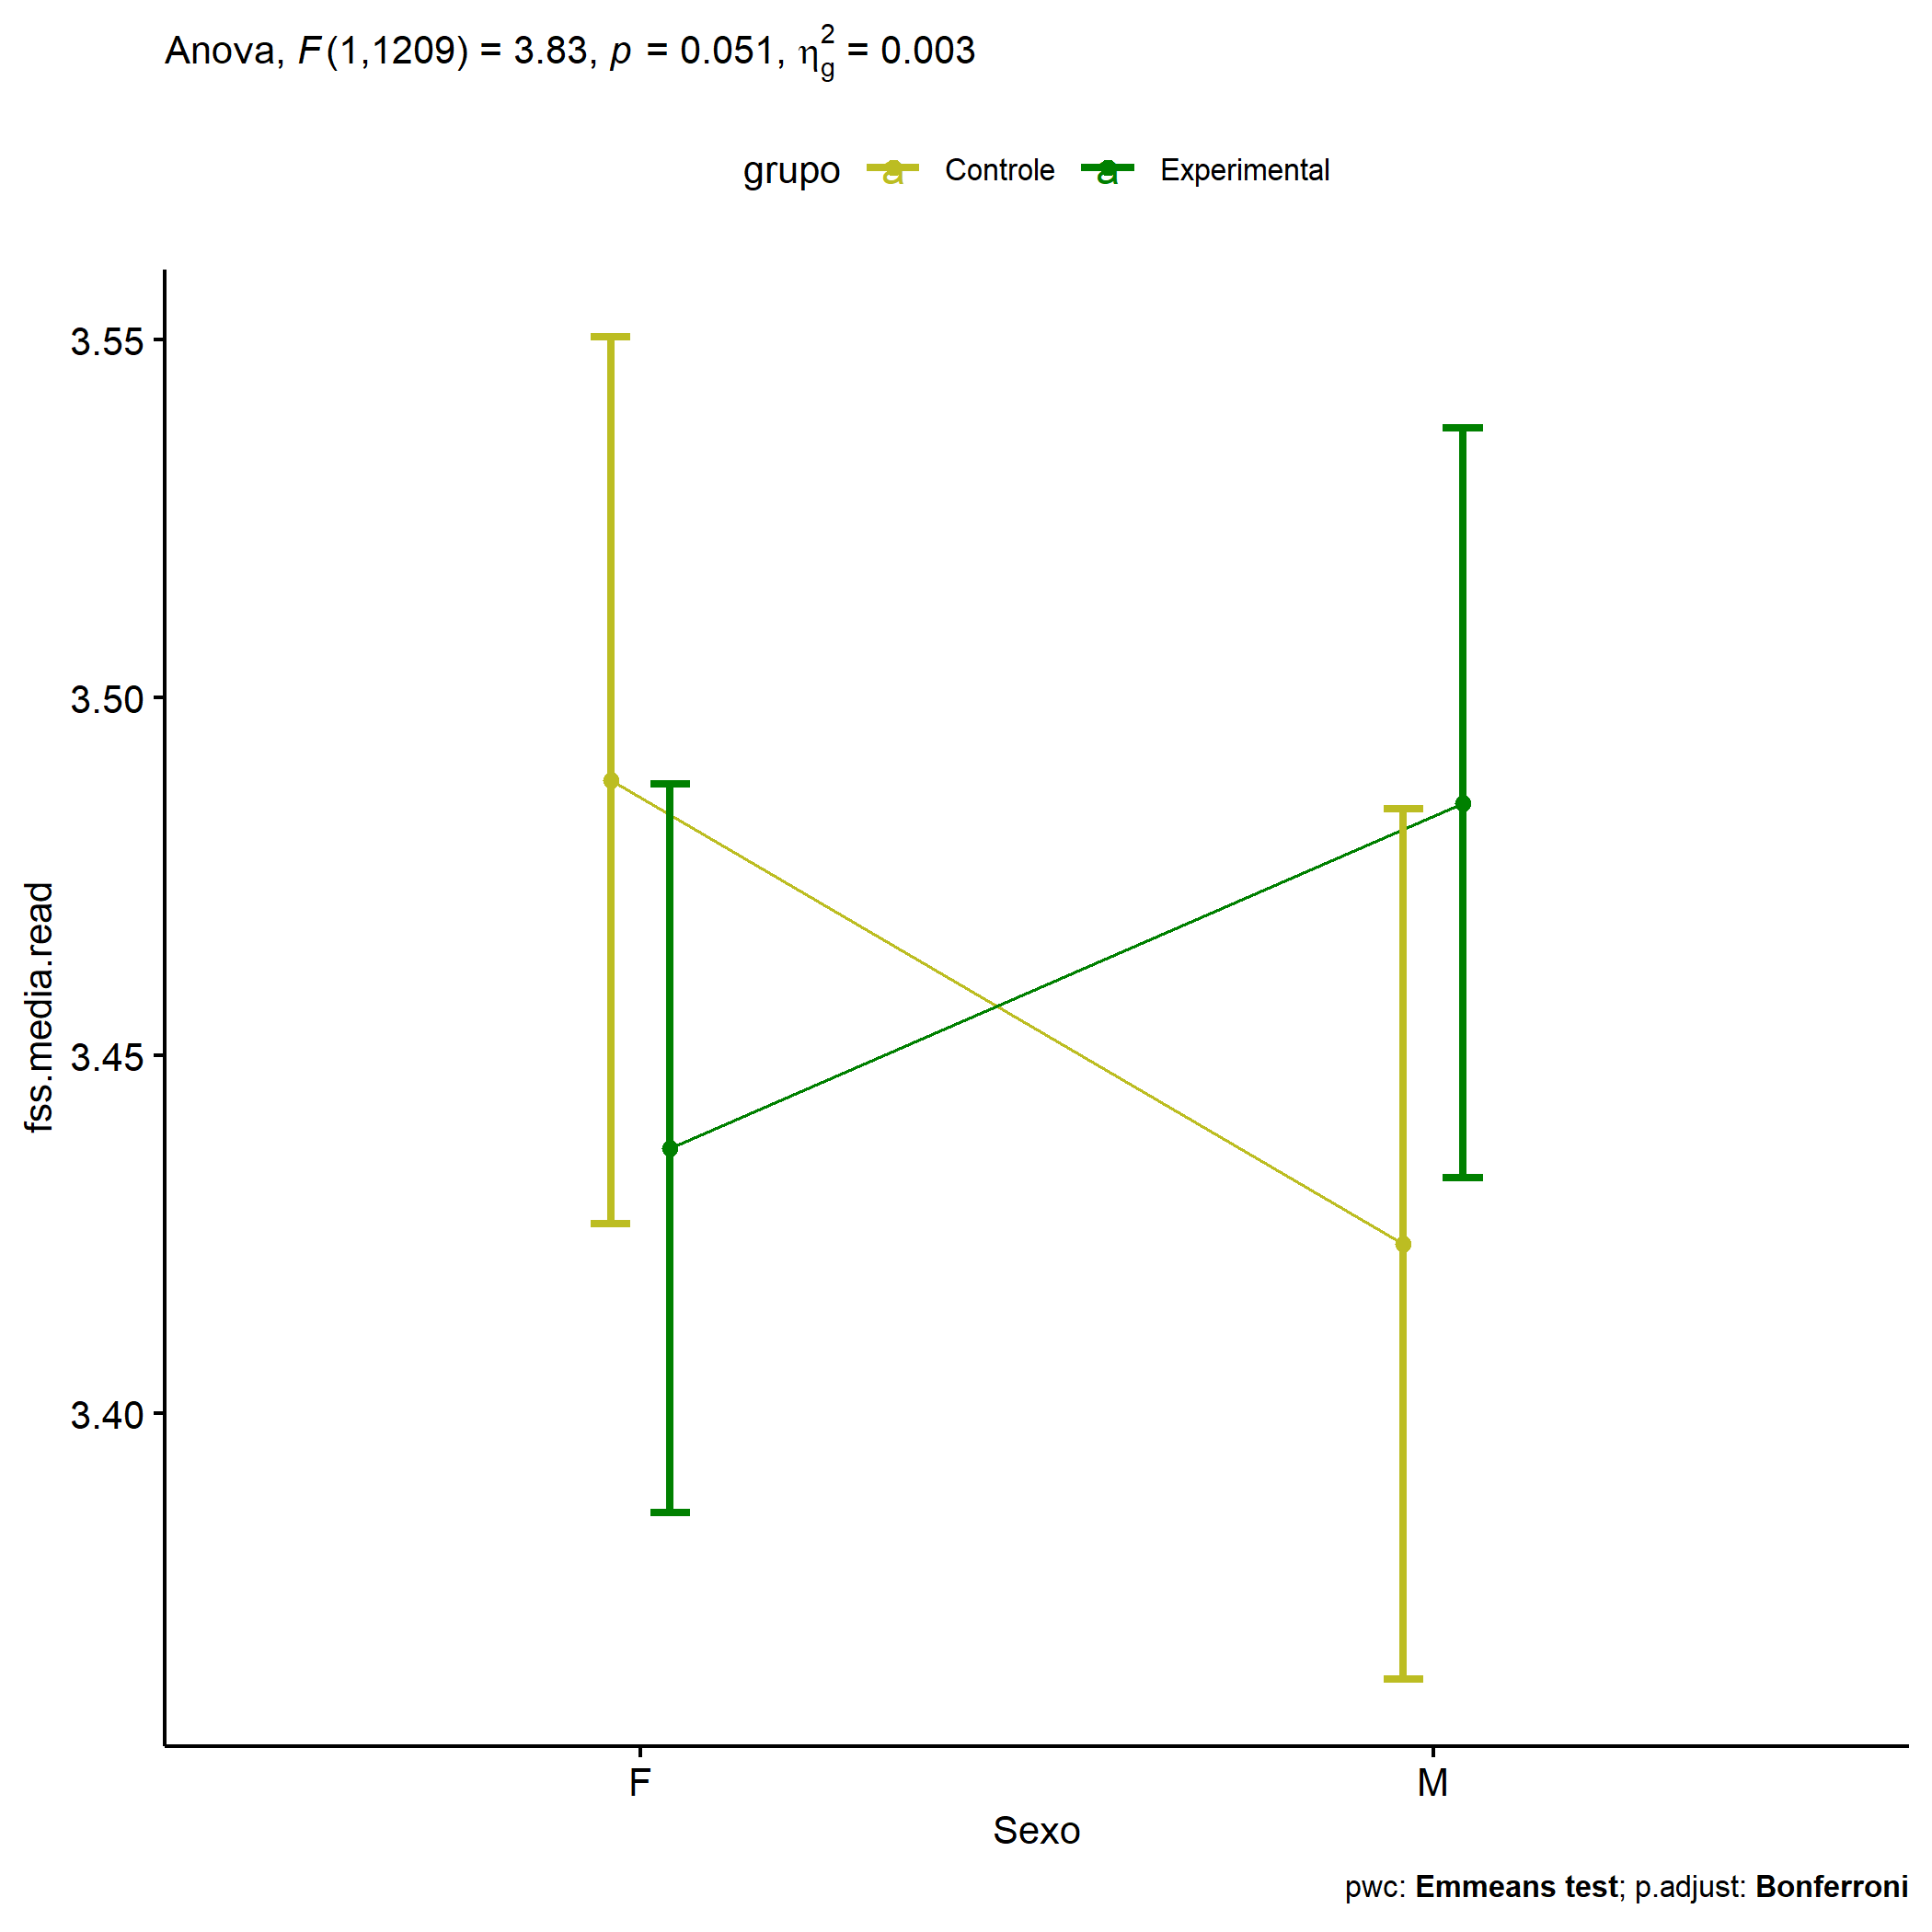 Anova, F(1,1209) = 3.83, p = 0.051, η²g = 0.003
grupo a Controle a Experimental
3.55
3.50
3.45
3.40
fss.media.read
F M
Sexo
pwc: Emmeans test; p.adjust: Bonferroni